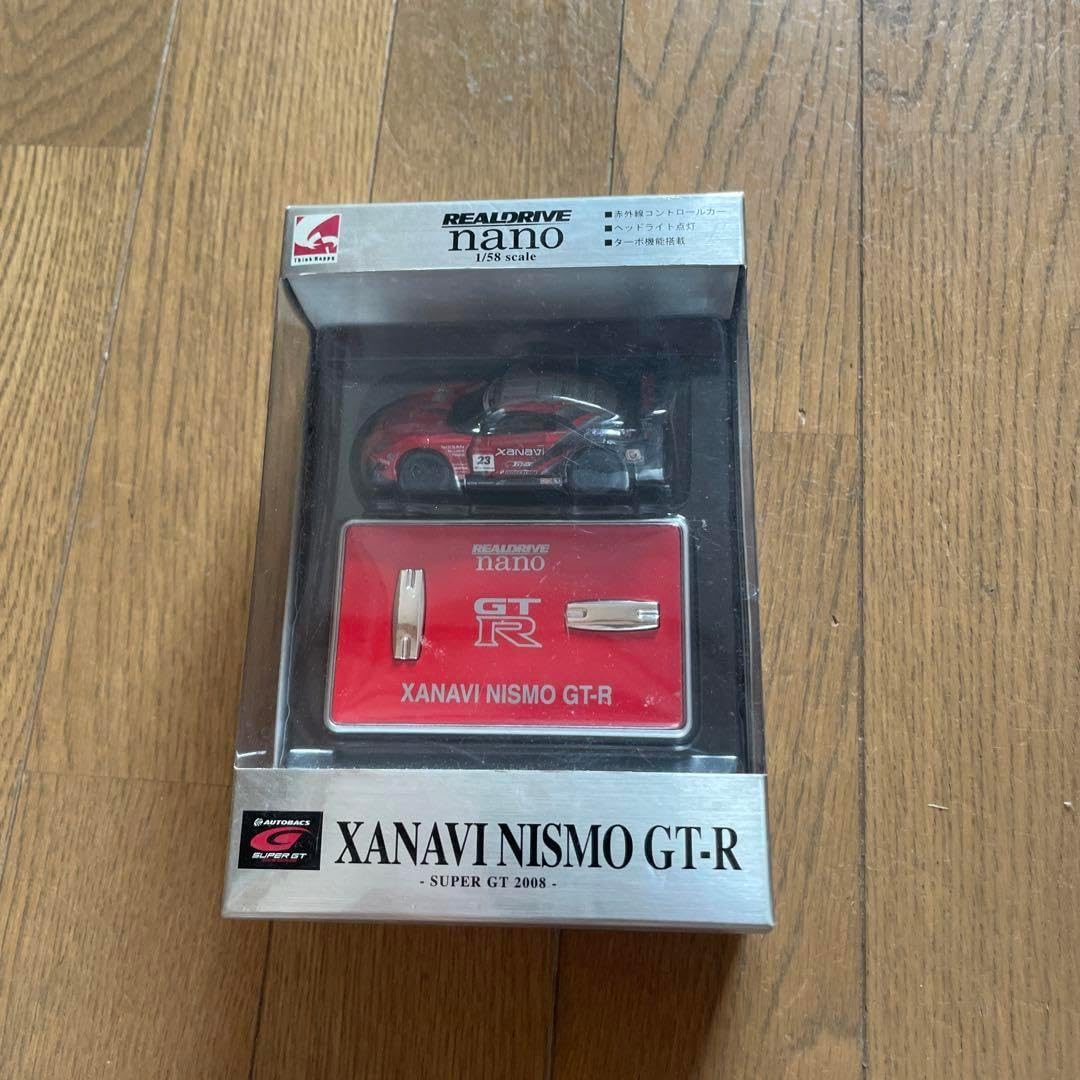 Think Happy
REALDRIVE
nano
1/58 scale
■赤外線コントロールカー
■ヘッドライト点灯
■ターボ機能搭載
XANAVI
23
REALDRIVE
nano
GT
R
XANAVI NISMO GT-R
AUTOBACS
SUPER GT
XANAVI NISMO GT-R
- SUPER GT 2008 -